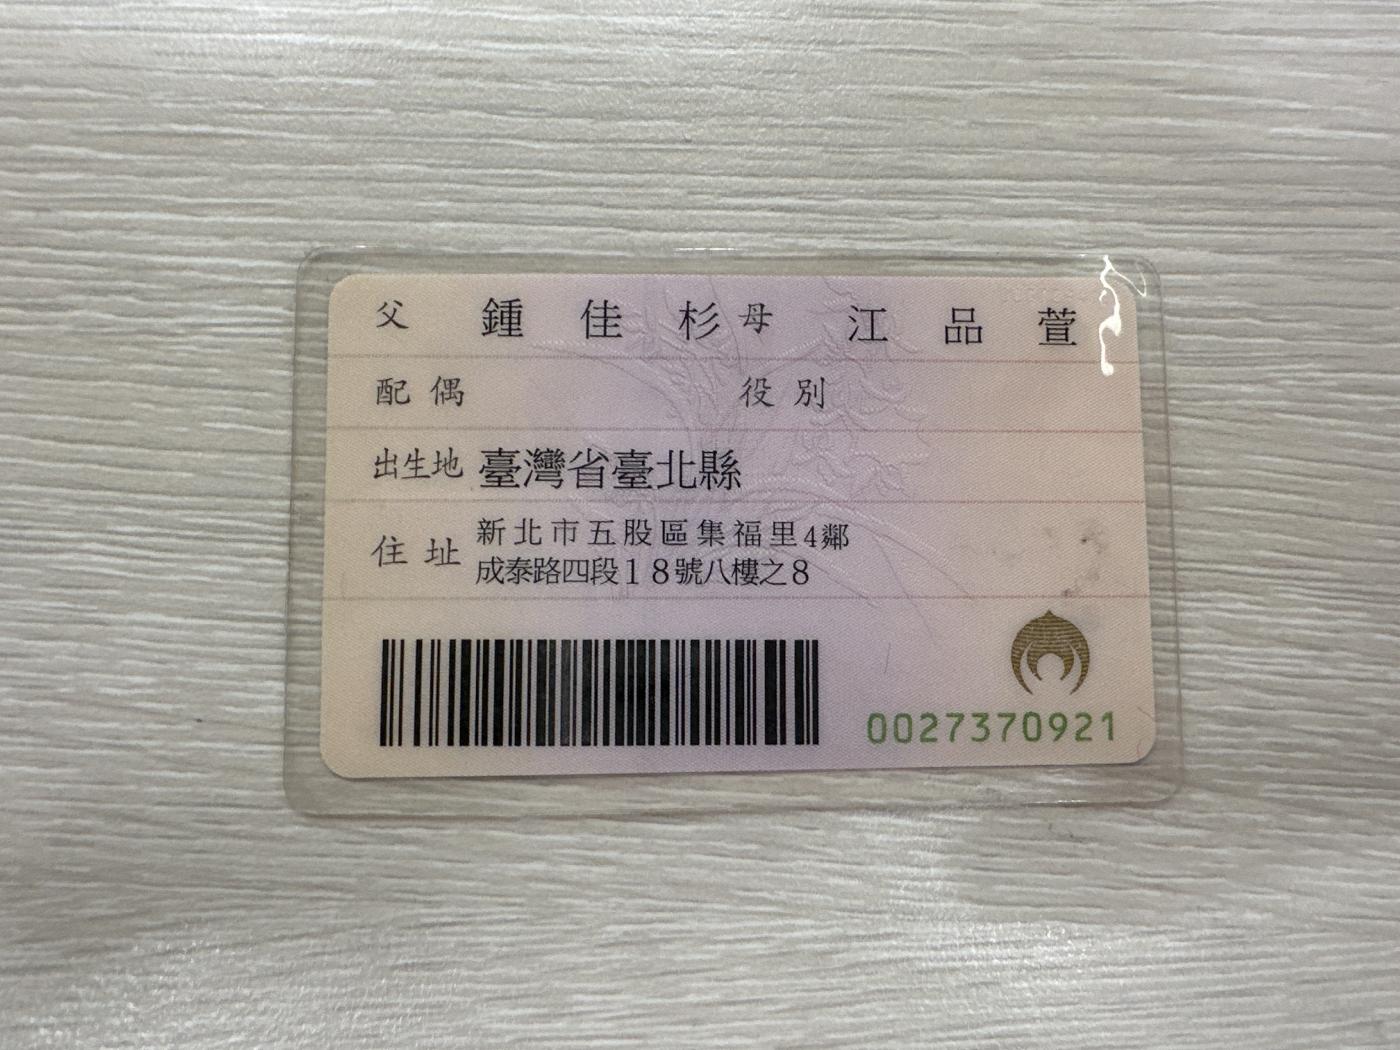 父 鍾佳杉 母 江品萱
配偶 役別
出生地 臺灣省臺北縣
住址 新北市五股區集福里4鄰
成泰路四段18號八樓之8
0027370921